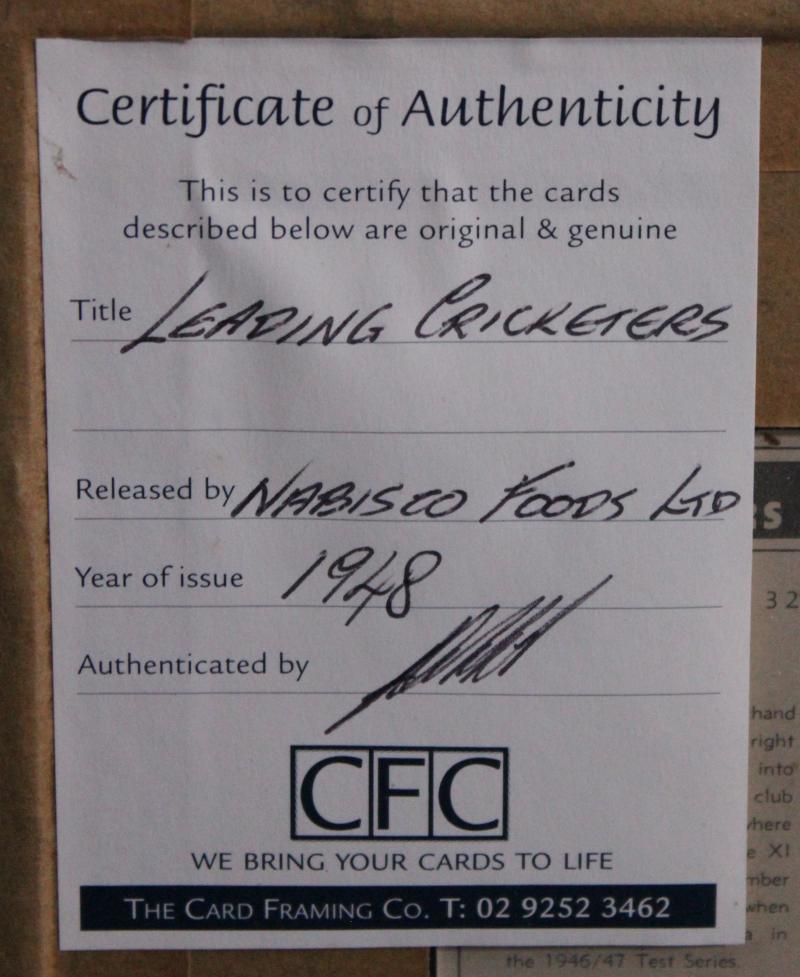 Certificate of Authenticity
This is to certify that the cards
described below are original & genuine
Title LEADING CRICKETERS
Released by NABISCO FOODS LTD
Year of issue 1948
Authenticated by
CFC
WE BRING YOUR CARDS TO LIFE
THE CARD FRAMING CO. T: 02 9252 3462
32
hand
right
into
club
XI
when
in
the 1946/47 Test Series.